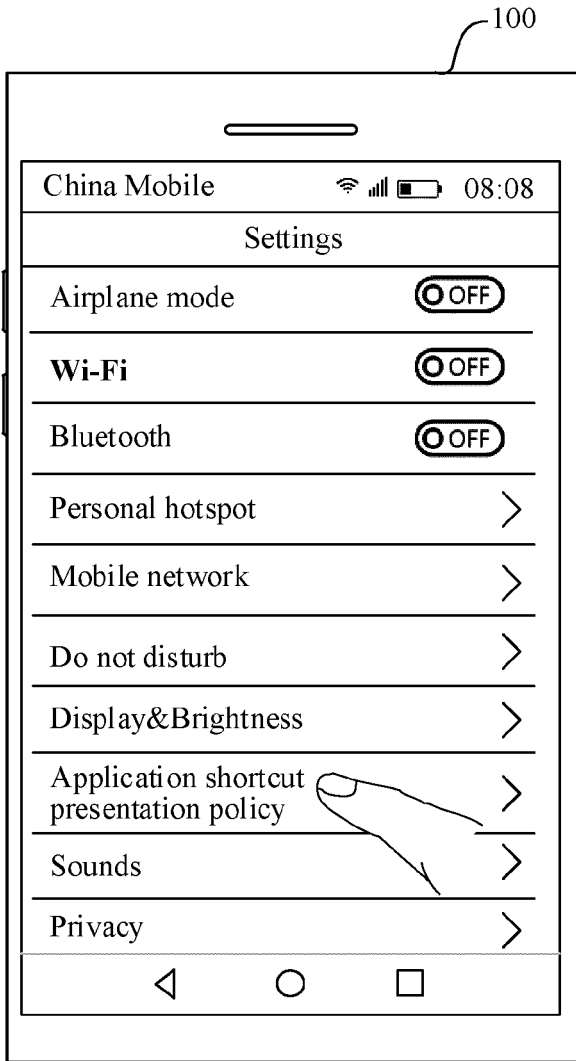 100
China Mobile 08:08
Settings
Airplane mode OFF
Wi-Fi OFF
Bluetooth OFF
Personal hotspot
Mobile network
Do not disturb
Display&Brightness
Application shortcut
presentation policy
Sounds
Privacy